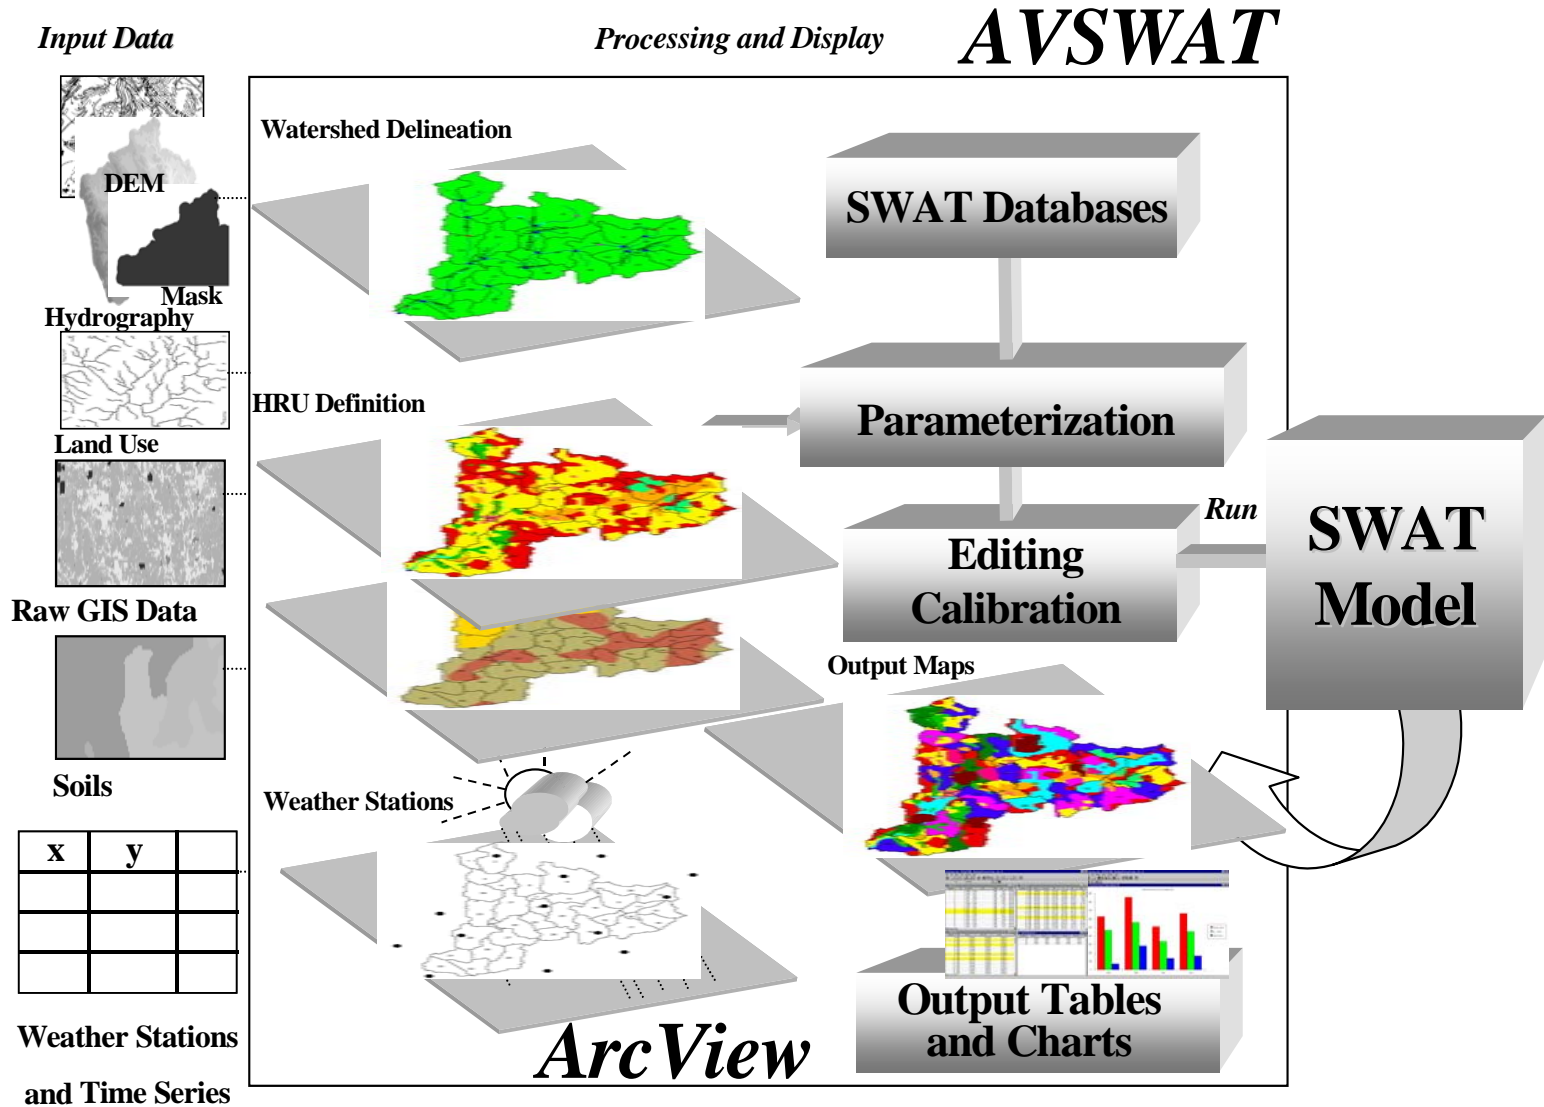 Input Data
Processing and Display
AVSWAT
DEM
Mask
Hydrography
Land Use
Raw GIS Data
Soils
x y
Weather Stations
and Time Series
Watershed Delineation
HRU Definition
Weather Stations
ArcView
SWAT Databases
Parameterization
Editing
Calibration
Run
SWAT
Model
Output Maps
Output Tables
and Charts